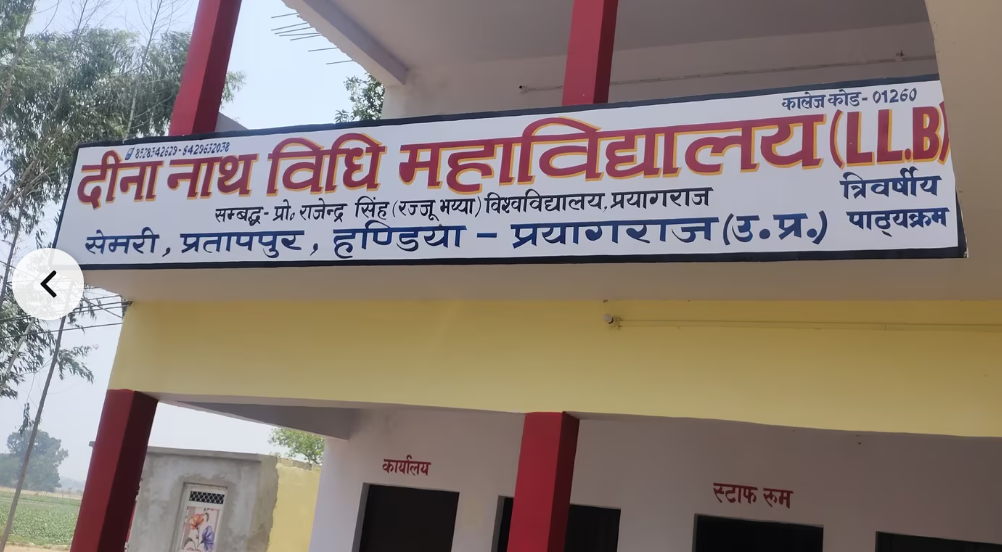 कालेज कोड- 01260
दीना नाथ विधि महाविद्यालय (LL.B)
सम्बद्ध- प्रो. राजेन्द्र सिंह (रज्जू भय्या) विश्वविद्यालय, प्रयागराज
त्रिवर्षीय
पाठ्यक्रम
सेमरी, प्रतापपुर, हण्डिया - प्रयागराज (उ.प्र.)
कार्यालय
स्टाफ रूम